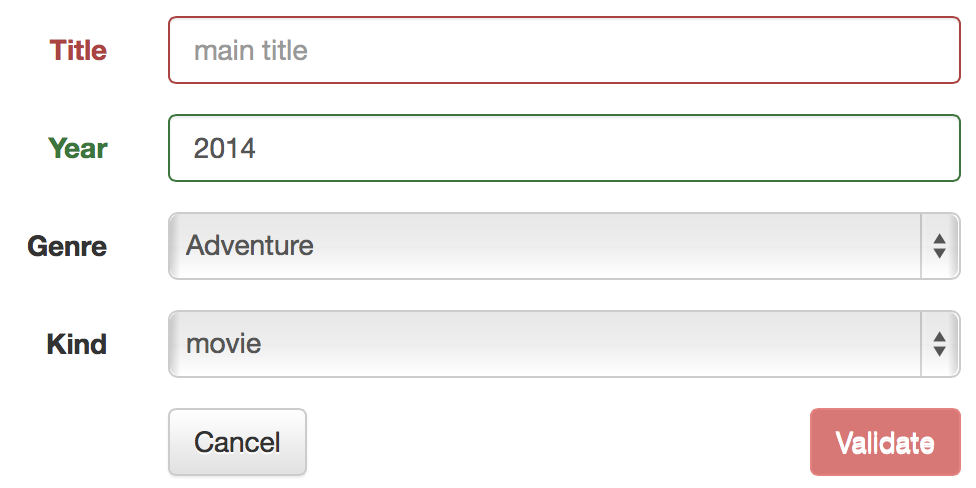 Title main title
Year 2014
Genre Adventure
Kind movie
Cancel Validate